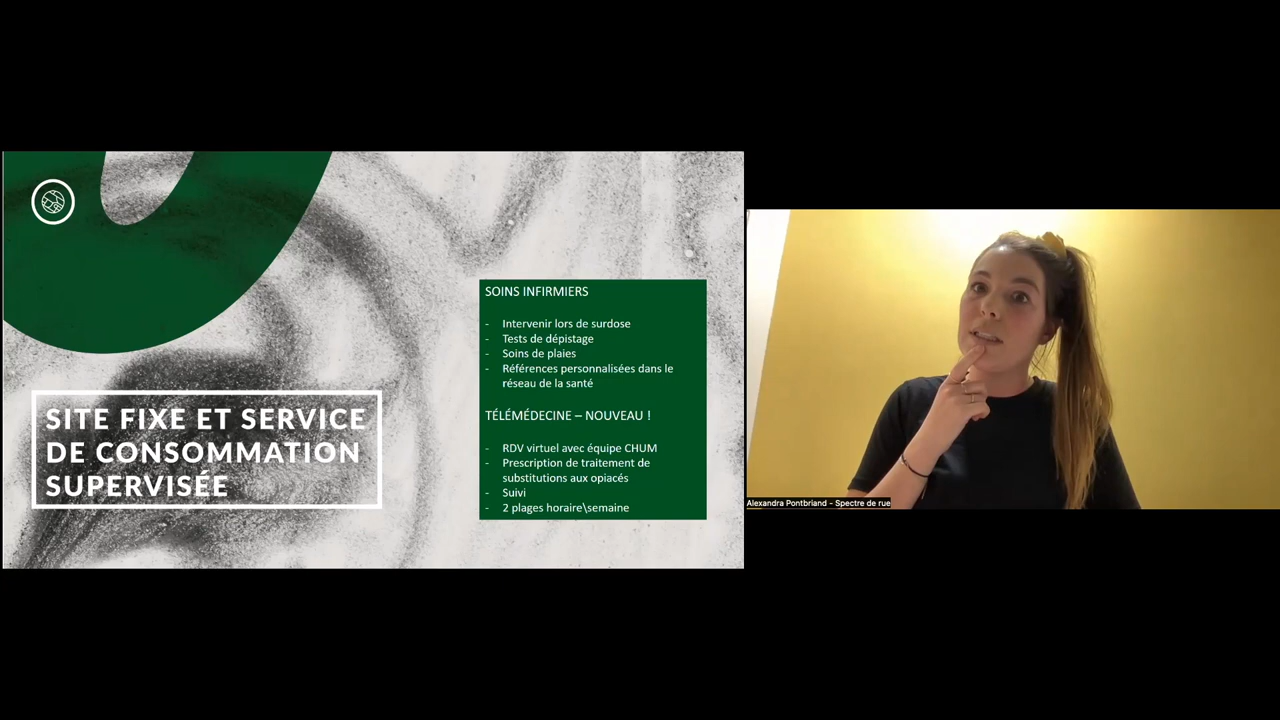 SITE FIXE ET SERVICE
DE CONSOMMATION
SUPERVISÉE
SOINS INFIRMIERS
- Intervenir lors de surdose
- Tests de dépistage
- Soins de plaies
- Références personnalisées dans le
réseau de la santé
TÉLÉMÉDECINE – NOUVEAU !
- RDV virtuel avec équipe CHUM
- Prescription de traitement de
substitutions aux opiacés
- Suivi
- 2 plages horaire\semaine
Alexandra Pontbriand - Spectre de rue